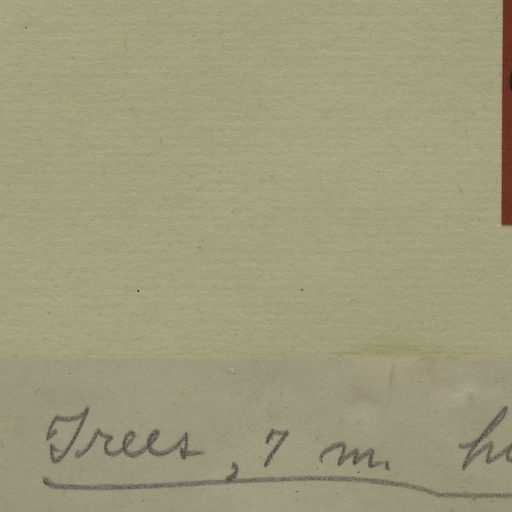 Trees, 7 m.